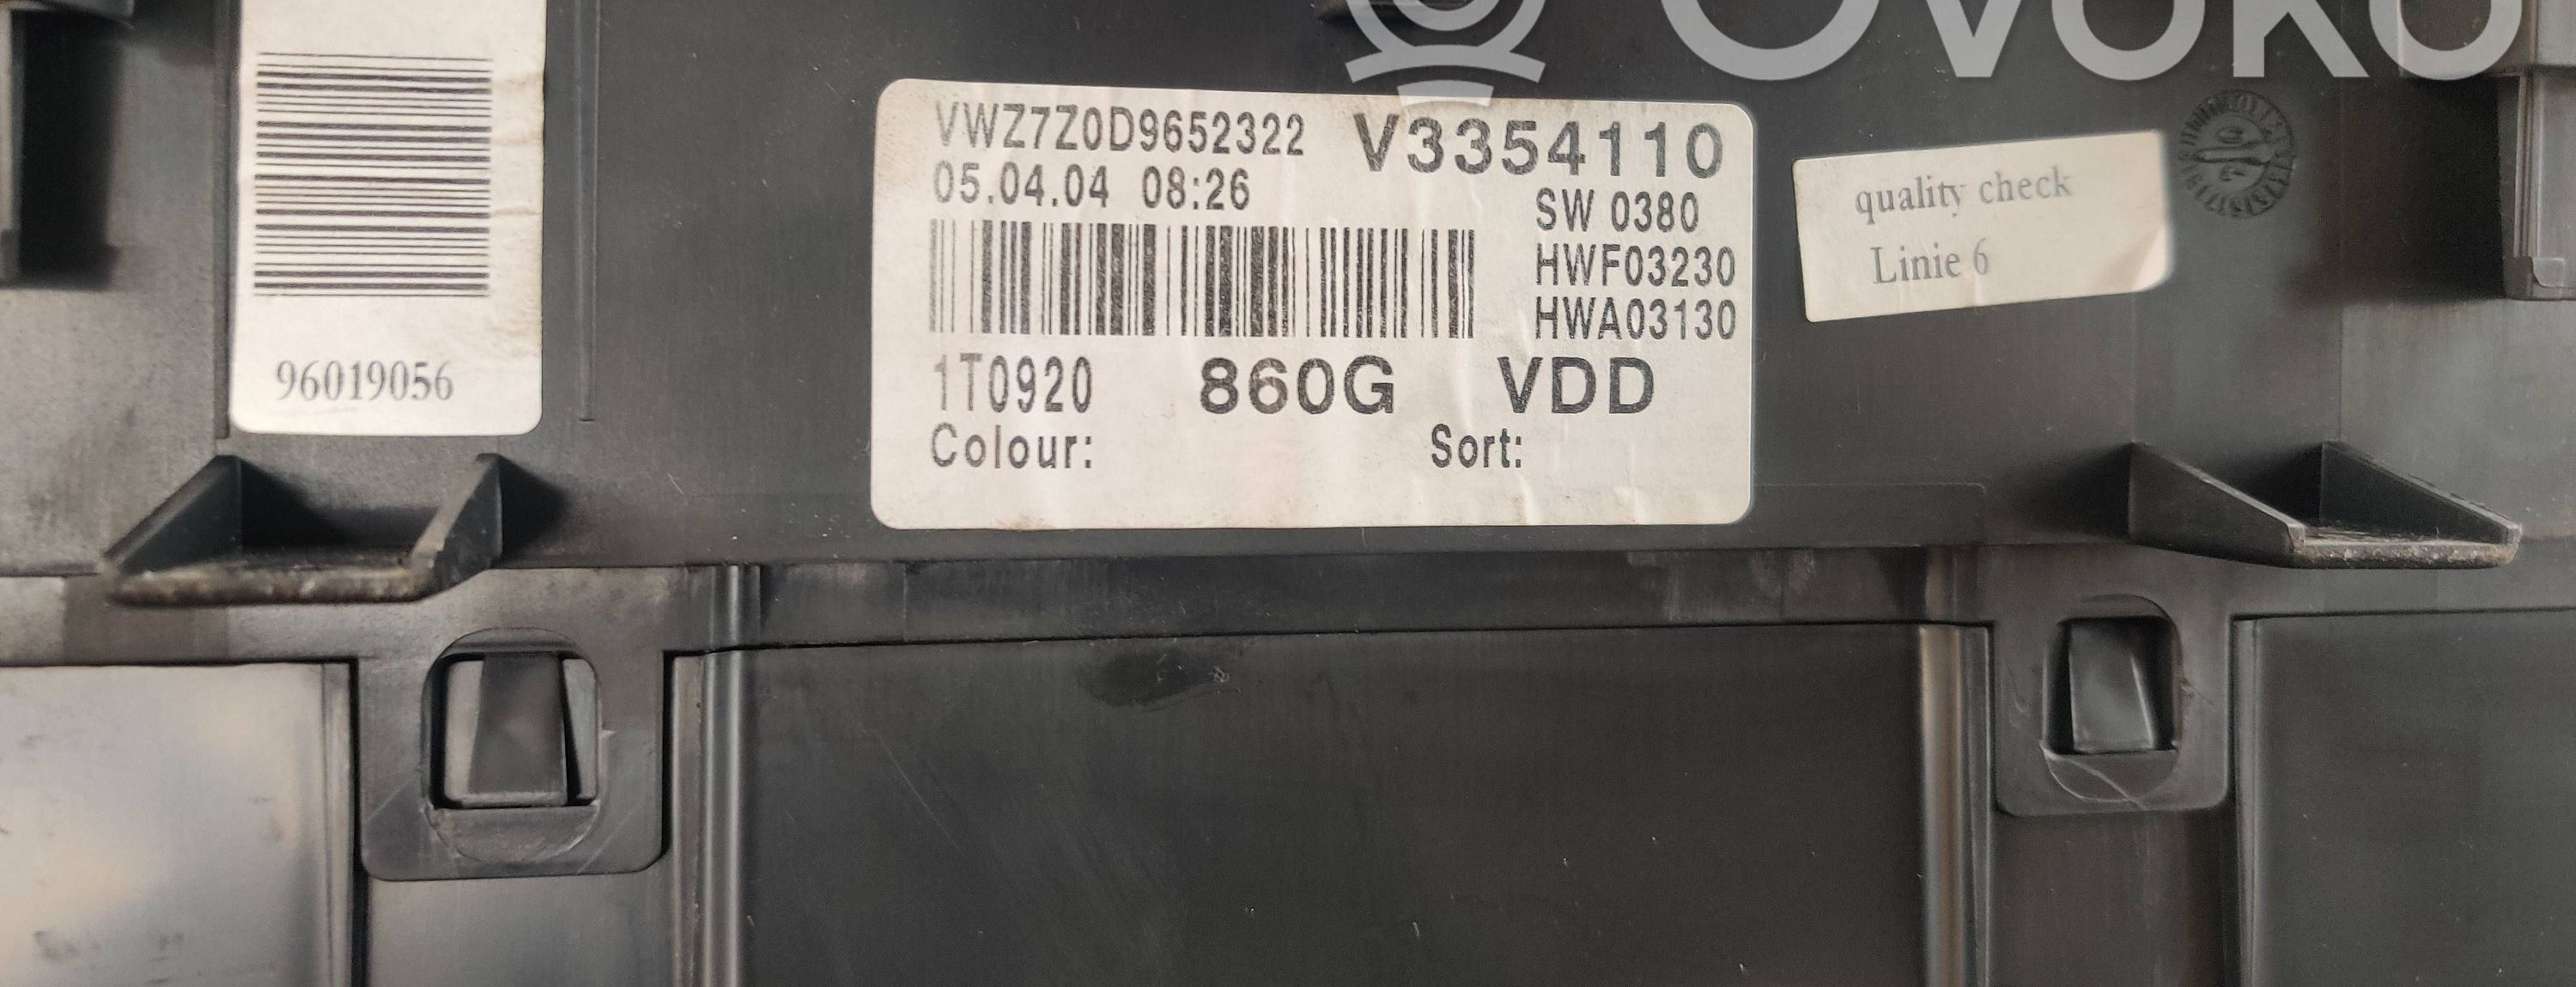 OVOKO
VWZ7Z0D9652322 V3354110
05.04.04 08:26
SW 0380
HWF03230
HWA03130
1T0920 860G VDD
Colour: Sort:
96019056
quality check
Linie 6